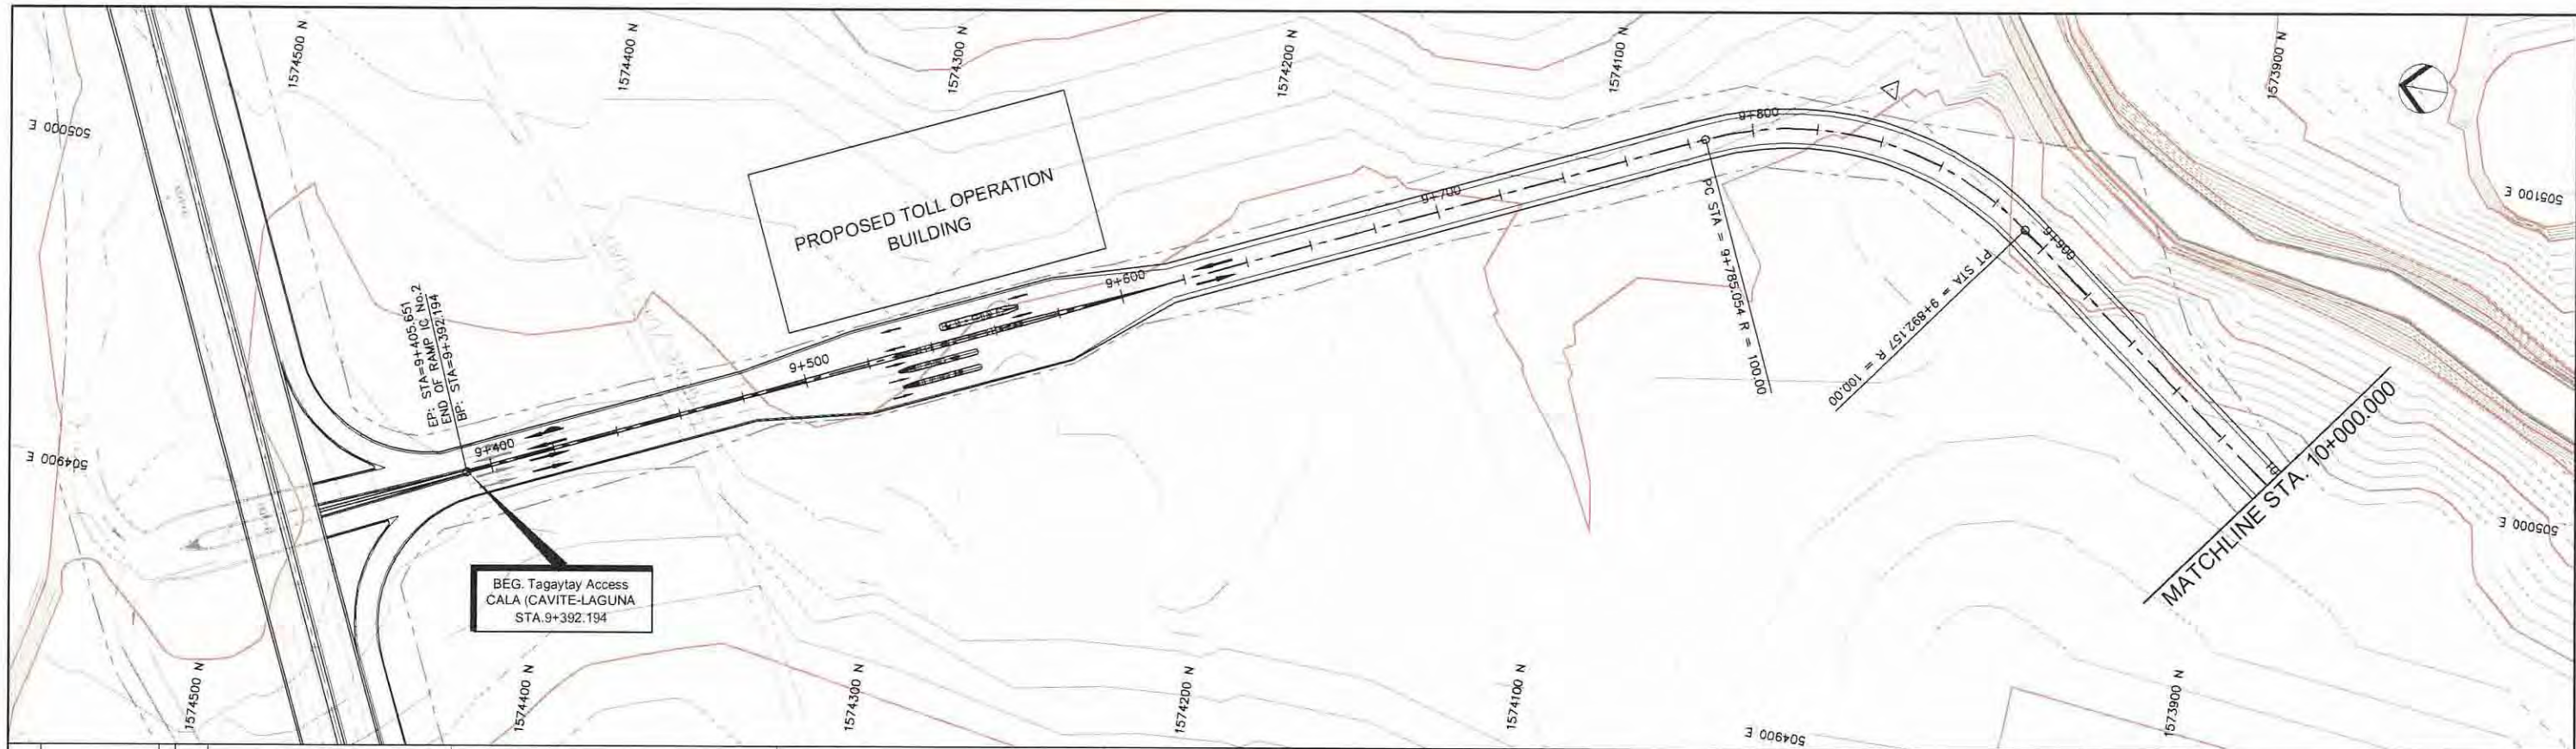 1574500 N
1574400 N
1574300 N
1574200 N
1574100 N
1573900 N
505000 E
505100 E
PROPOSED TOLL OPERATION
BUILDING
9+800
9+700
9+600
9+500
9+400
9+900
EP: STA=9+405.651
END OF RAMP IC No.2
BP: STA=9+392.194
PC STA = 9+785.054 R = 100.00
PT STA = 9+892.157 R = 100.00
504900 E
505000 E
BEG. Tagaytay Access
CALA (CAVITE-LAGUNA
STA.9+392.194
MATCHLINE STA. 10+000.000
1574500 N
1574400 N
1574300 N
1574200 N
1574100 N
504900 E
1573900 N